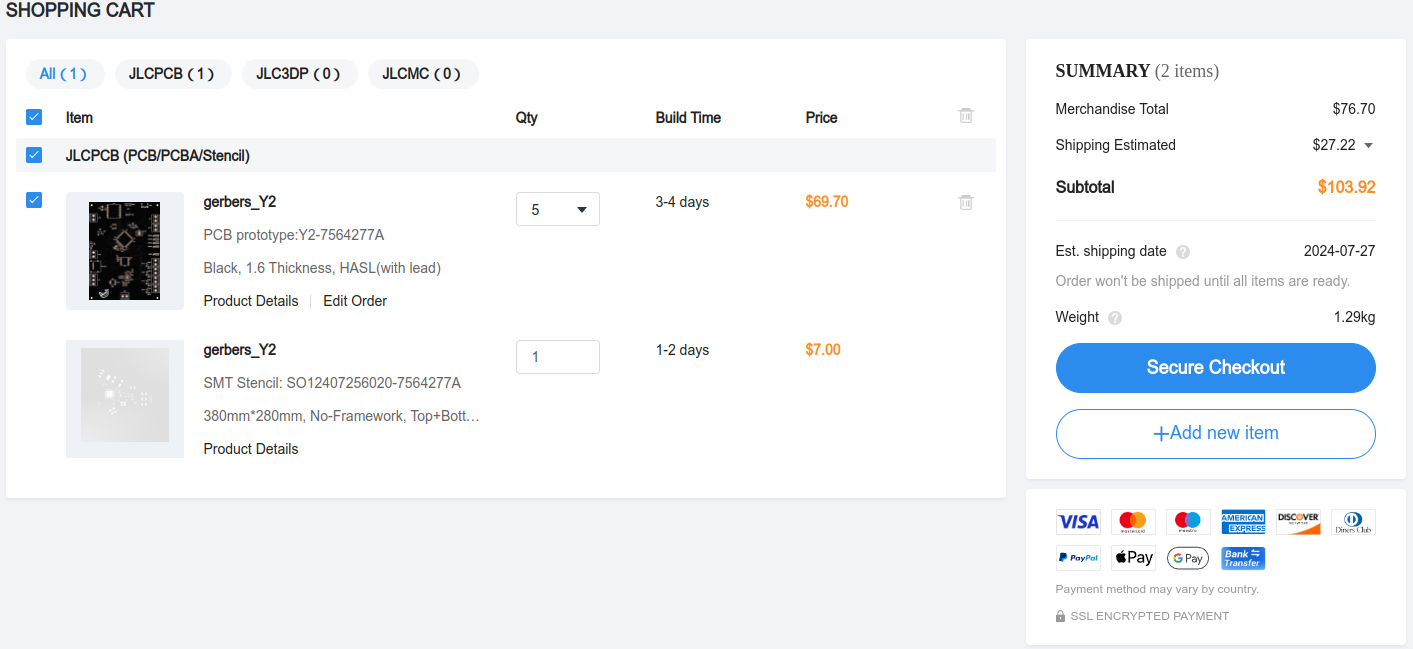 SHOPPING CART
All ( 1 ) JLCPCB ( 1 ) JLC3DP ( 0 ) JLCMC ( 0 )
Item Qty Build Time Price
JLCPCB (PCB/PCBA/Stencil)
gerbers_Y2 5 3-4 days $69.70
PCB prototype:Y2-7564277A
Black, 1.6 Thickness, HASL(with lead)
Product Details Edit Order
gerbers_Y2 1 1-2 days $7.00
SMT Stencil: SO12407256020-7564277A
380mm*280mm, No-Framework, Top+Bott…
Product Details
SUMMARY (2 items)
Merchandise Total $76.70
Shipping Estimated $27.22
Subtotal $103.92
Est. shipping date ? 2024-07-27
Order won't be shipped until all items are ready.
Weight ? 1.29kg
Secure Checkout
+Add new item
VISA mastercard maestro AMERICAN EXPRESS DISCOVER NETWORK Diners Club
PayPal Pay G Pay Bank Transfer
Payment method may vary by country.
SSL ENCRYPTED PAYMENT